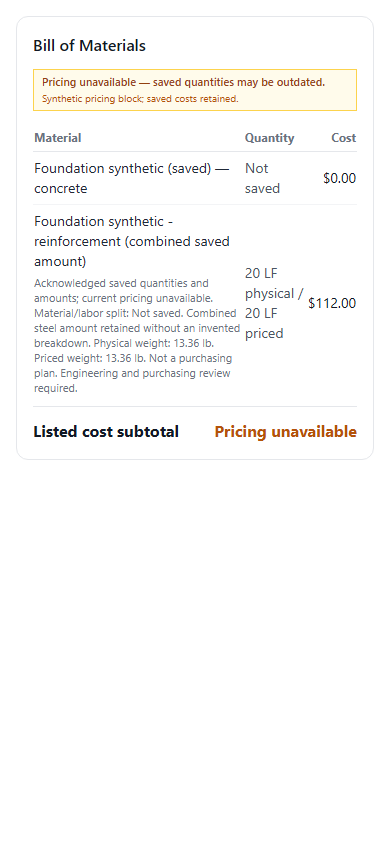 Bill of Materials
Pricing unavailable — saved quantities may be outdated.
Synthetic pricing block; saved costs retained.
Material Quantity Cost
Foundation synthetic (saved) —
concrete
Not
saved
$0.00
Foundation synthetic -
reinforcement (combined saved
amount)
Acknowledged saved quantities and
amounts; current pricing unavailable.
Material/labor split: Not saved. Combined
steel amount retained without an invented
breakdown. Physical weight: 13.36 lb.
Priced weight: 13.36 lb. Not a purchasing
plan. Engineering and purchasing review
required.
20 LF
physical /
20 LF
priced
$112.00
Listed cost subtotal Pricing unavailable